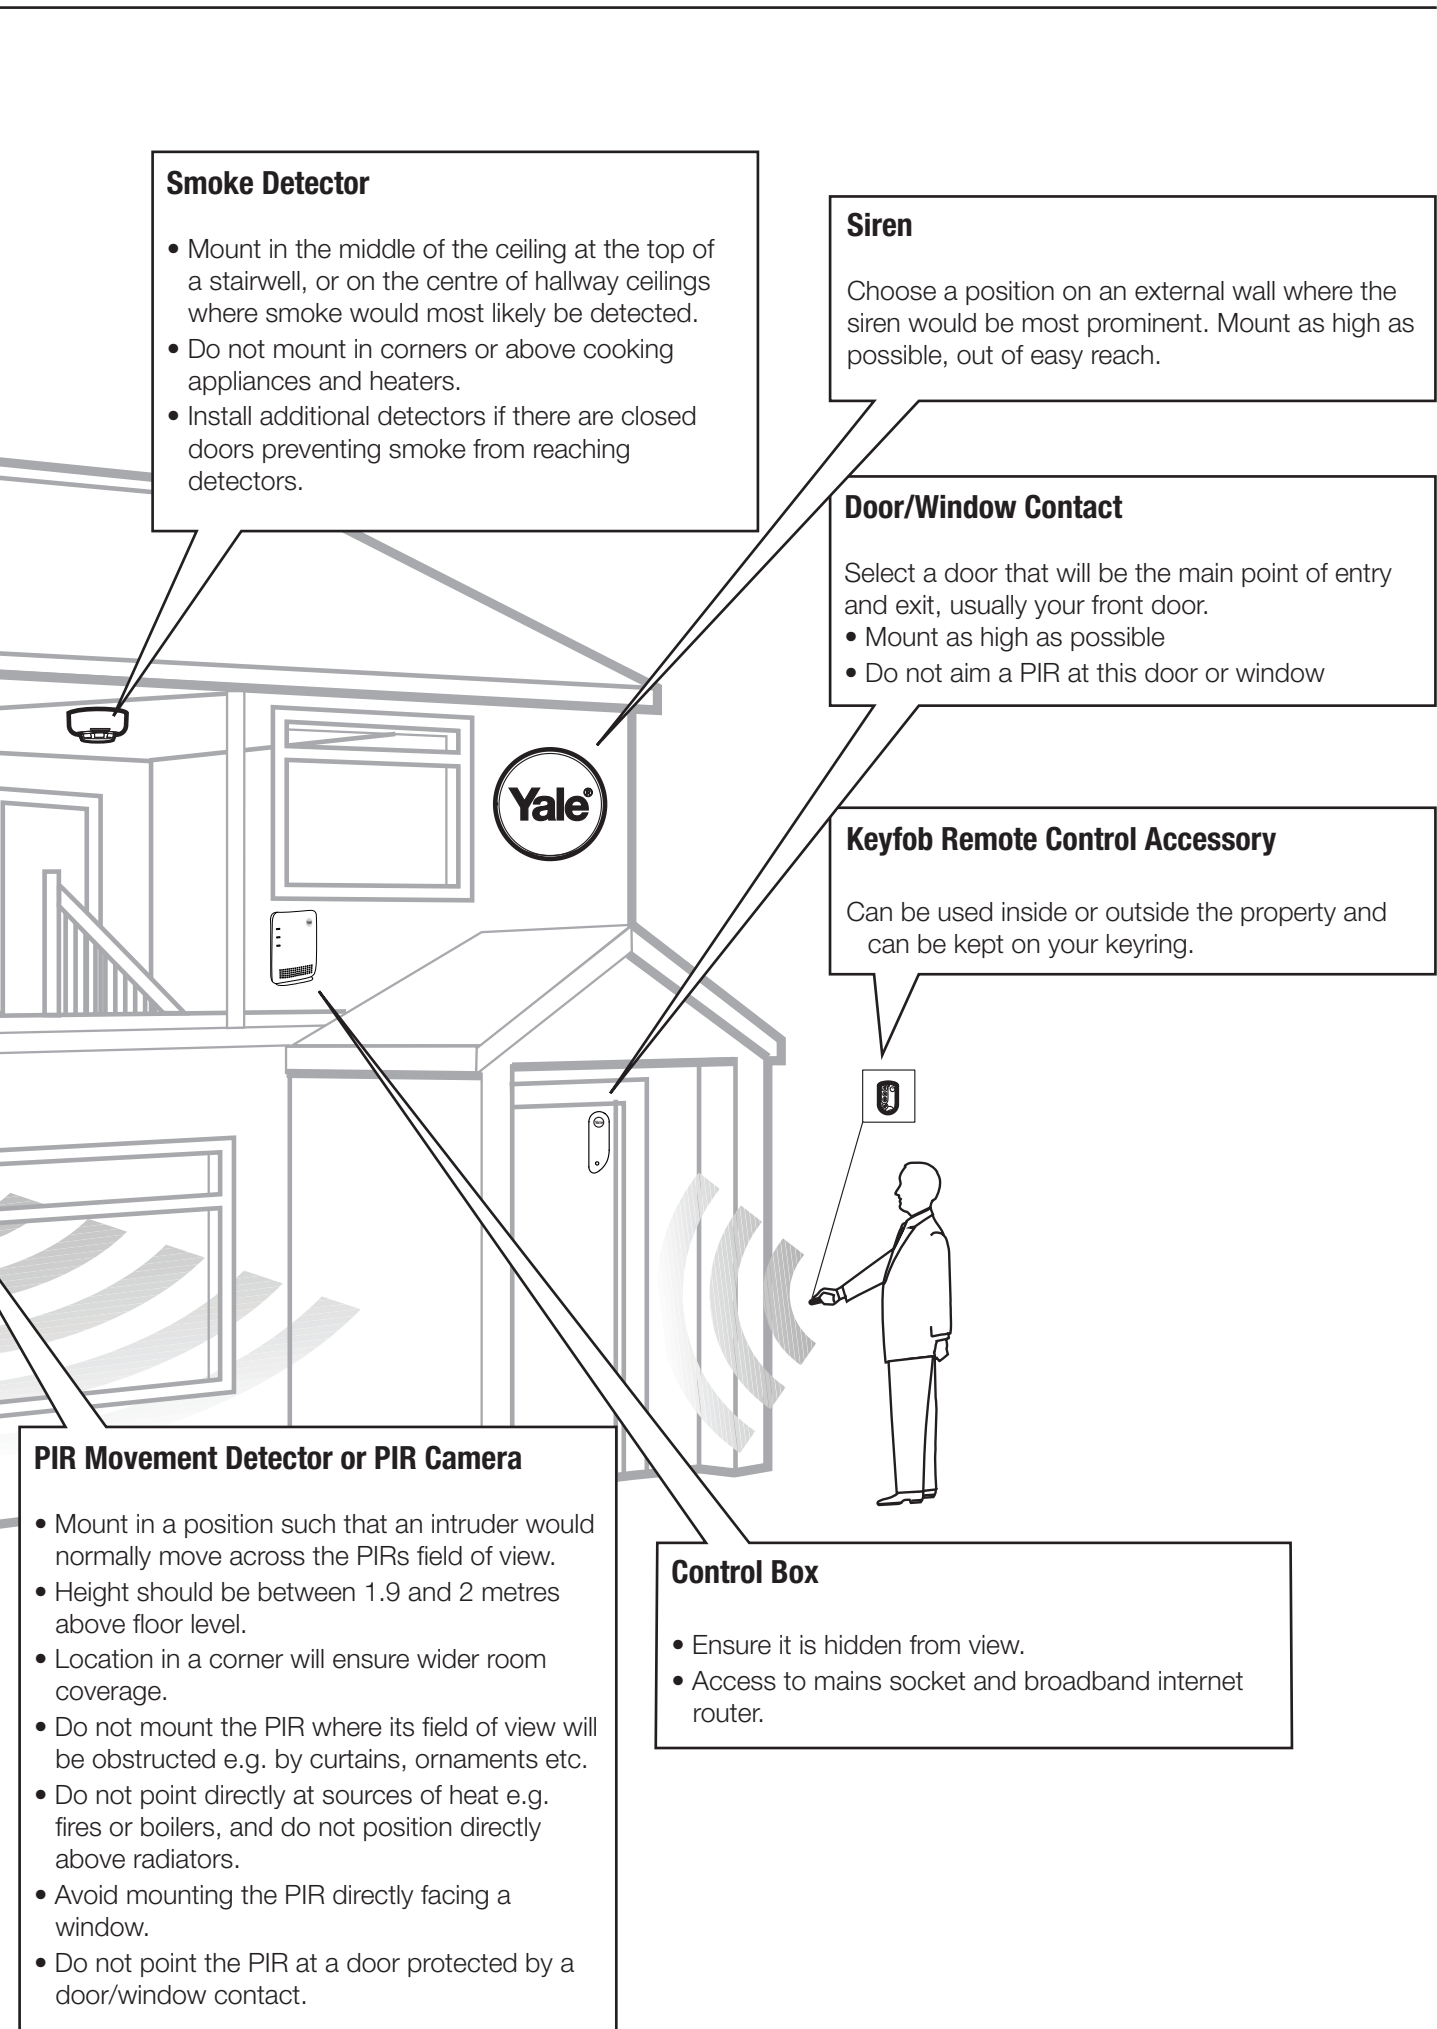 Smoke Detector
• Mount in the middle of the ceiling at the top of
a stairwell, or on the centre of hallway ceilings
where smoke would most likely be detected.
• Do not mount in corners or above cooking
appliances and heaters.
• Install additional detectors if there are closed
doors preventing smoke from reaching
detectors.
Siren
Choose a position on an external wall where the
siren would be most prominent. Mount as high as
possible, out of easy reach.
Door/Window Contact
Select a door that will be the main point of entry
and exit, usually your front door.
• Mount as high as possible
• Do not aim a PIR at this door or window
Yale®
Keyfob Remote Control Accessory
Can be used inside or outside the property and
can be kept on your keyring.
PIR Movement Detector or PIR Camera
• Mount in a position such that an intruder would
normally move across the PIRs field of view.
• Height should be between 1.9 and 2 metres
above floor level.
• Location in a corner will ensure wider room
coverage.
• Do not mount the PIR where its field of view will
be obstructed e.g. by curtains, ornaments etc.
• Do not point directly at sources of heat e.g.
fires or boilers, and do not position directly
above radiators.
• Avoid mounting the PIR directly facing a
window.
• Do not point the PIR at a door protected by a
door/window contact.
Control Box
• Ensure it is hidden from view.
• Access to mains socket and broadband internet
router.